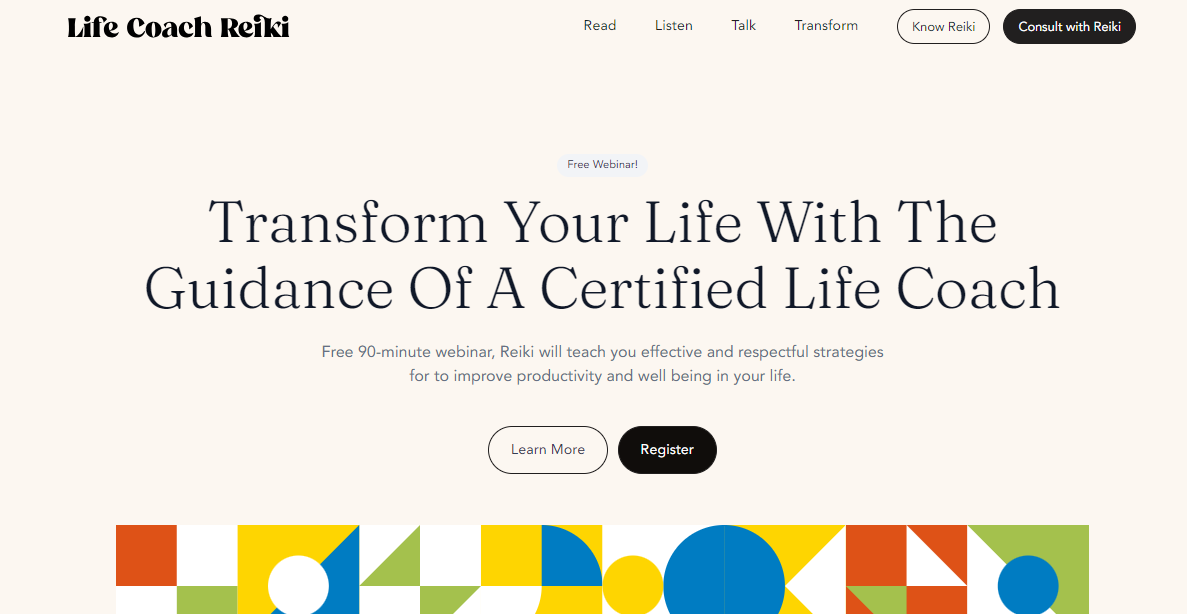 Life Coach Reiki
Read
Listen
Talk
Transform
Know Reiki
Consult with Reiki
Free Webinar!
Transform Your Life With The
Guidance Of A Certified Life Coach
Free 90-minute webinar, Reiki will teach you effective and respectful strategies
for to improve productivity and well being in your life.
Learn More
Register